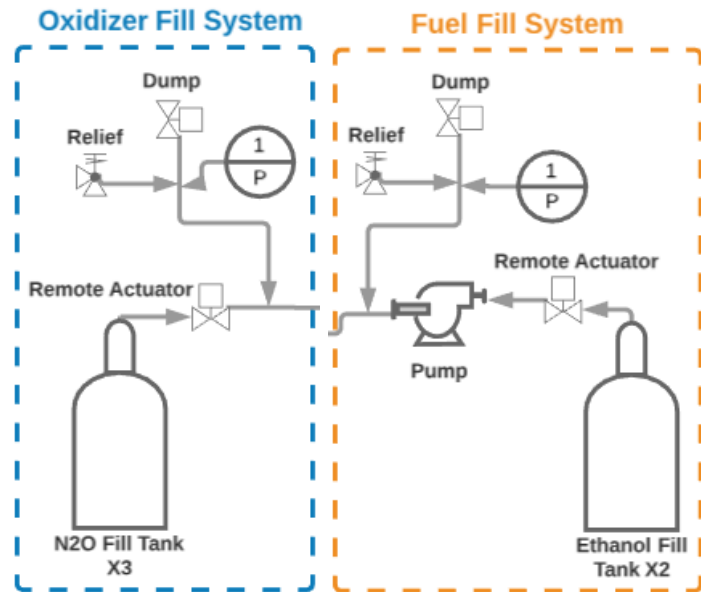 Oxidizer Fill System
Dump
Relief
1
P
Remote Actuator
N2O Fill Tank
X3
Fuel Fill System
Dump
Relief
1
P
Remote Actuator
Pump
Ethanol Fill
Tank X2